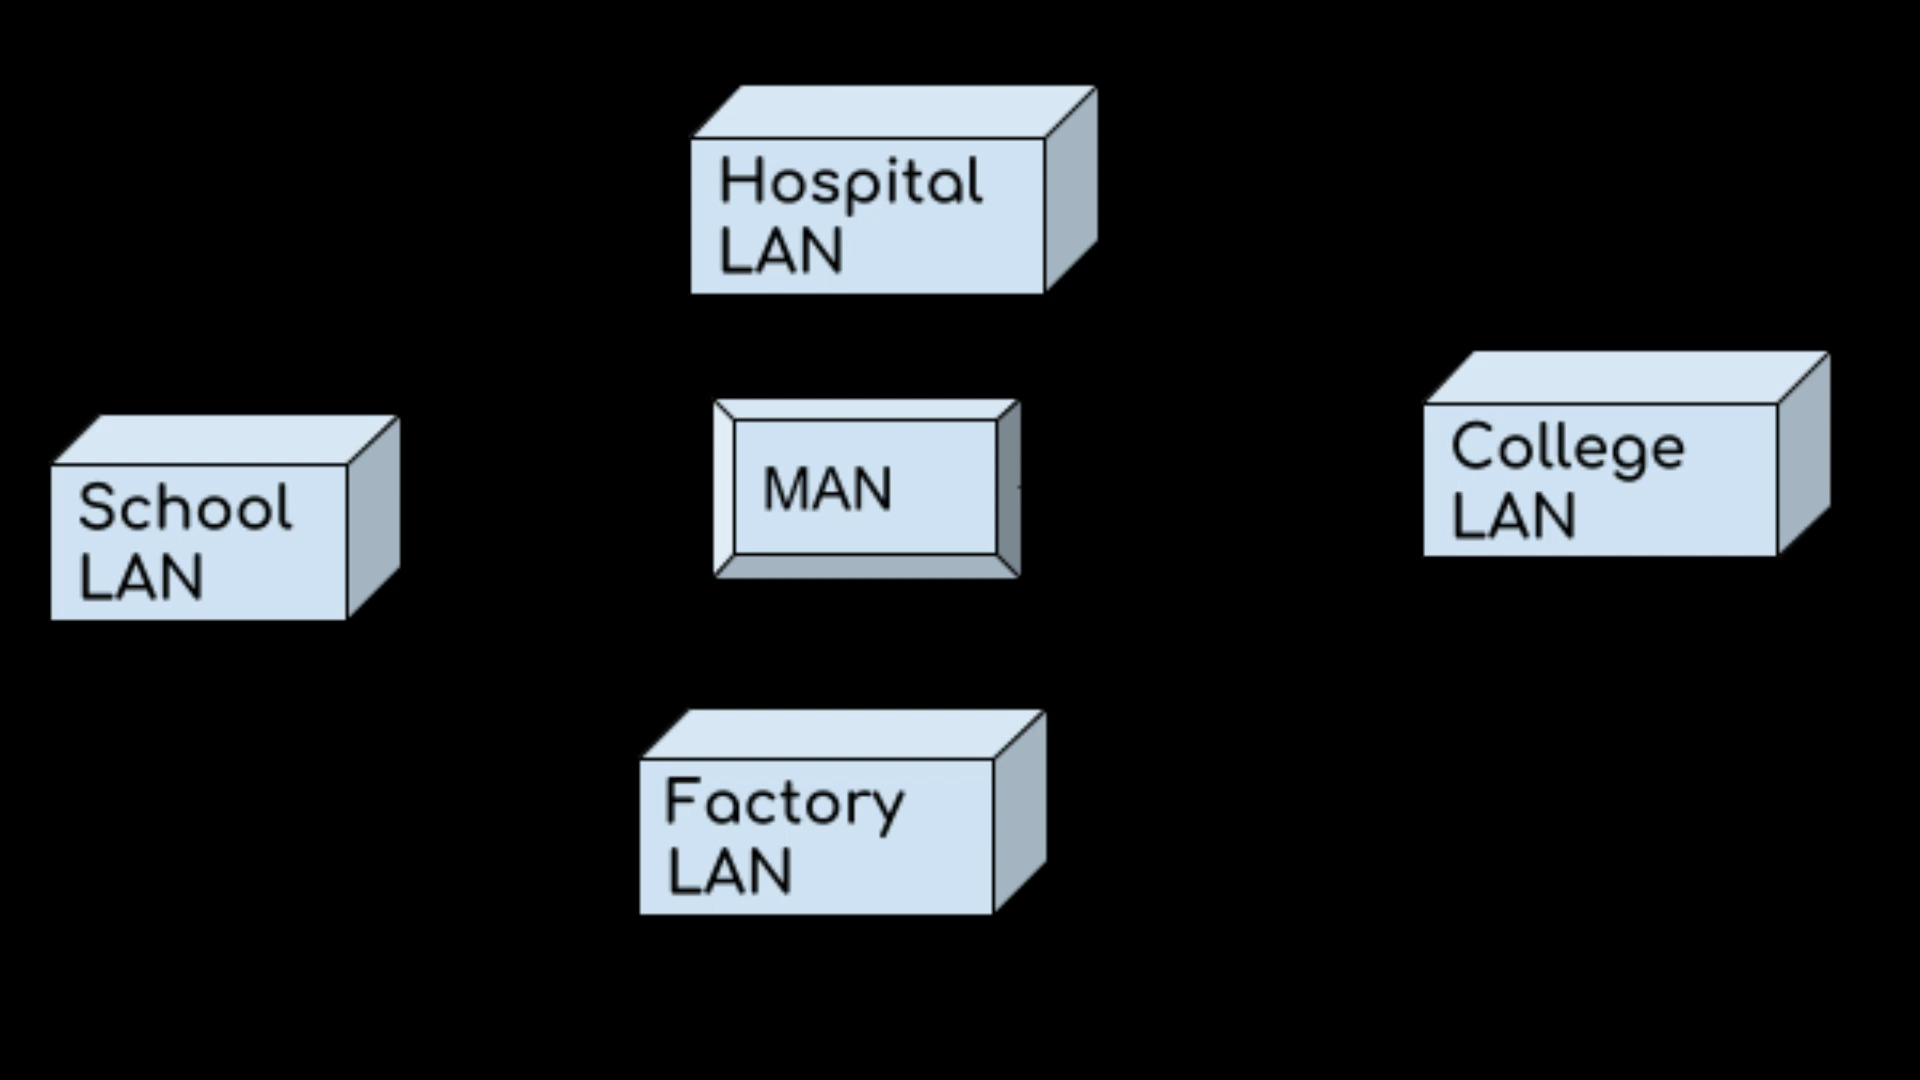 Hospital
LAN
School
LAN
MAN
College
LAN
Factory
LAN